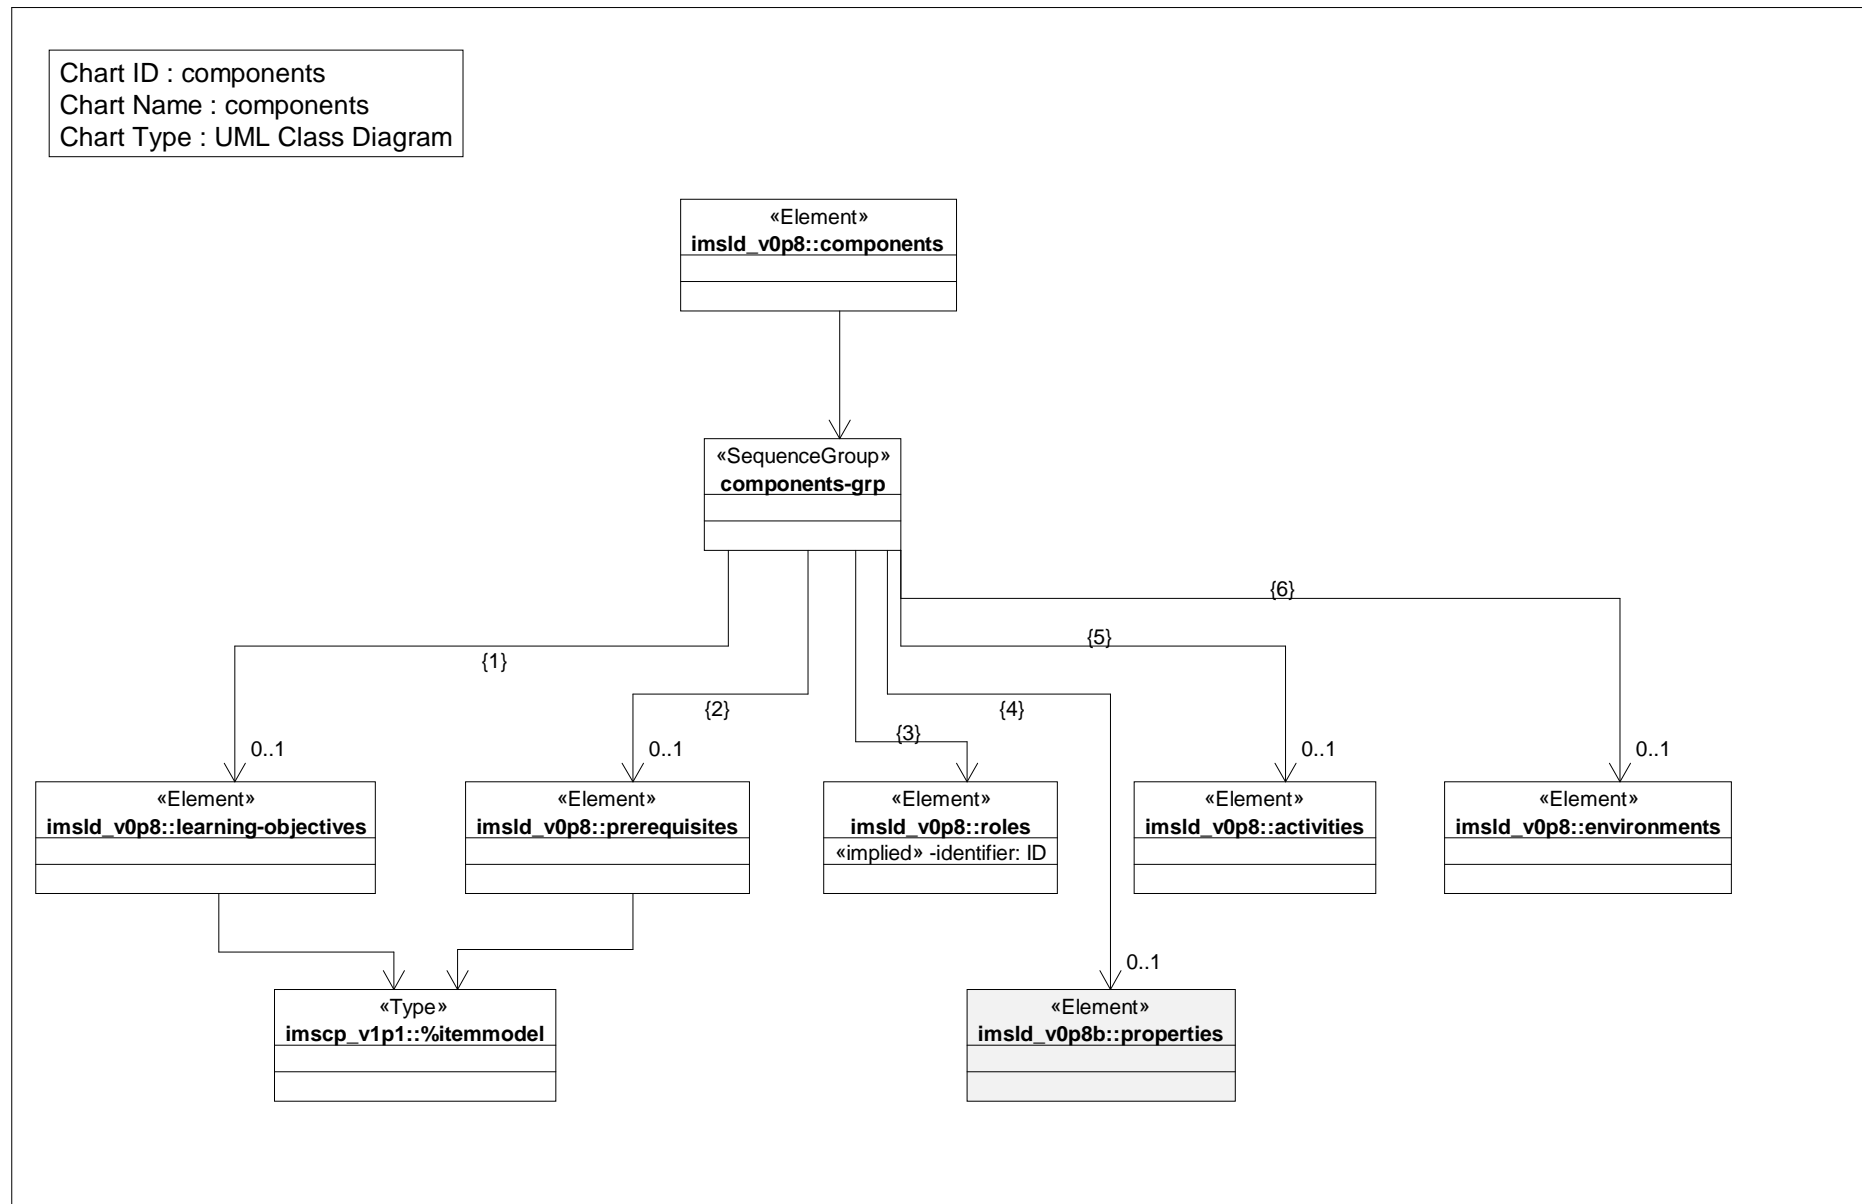 Chart ID : components
Chart Name : components
Chart Type : UML Class Diagram
«Element»
imsld_v0p8::components
«SequenceGroup»
components-grp
{6}
{5}
{1}
{2}
{4}
{3}
0..1
0..1
0..1
0..1
«Element»
imsld_v0p8::learning-objectives
«Element»
imsld_v0p8::prerequisites
«Element»
imsld_v0p8::roles
«implied» -identifier: ID
«Element»
imsld_v0p8::activities
«Element»
imsld_v0p8::environments
0..1
«Type»
imscp_v1p1::%itemmodel
«Element»
imsld_v0p8b::properties